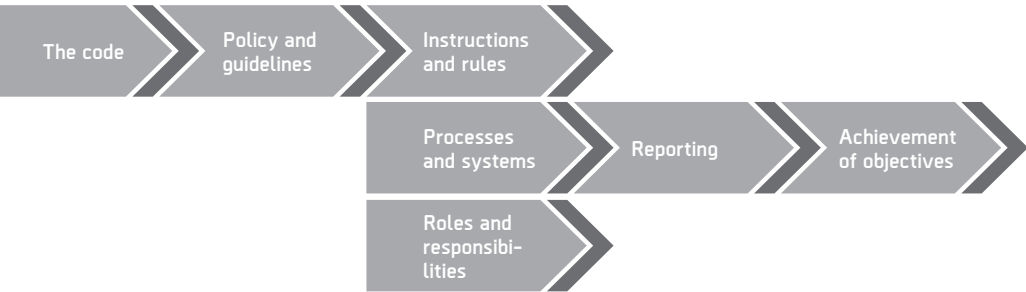 The code
Policy and
guidelines
Instructions
and rules
Processes
and systems
Reporting
Achievement
of objectives
Roles and
responsibi-
lities